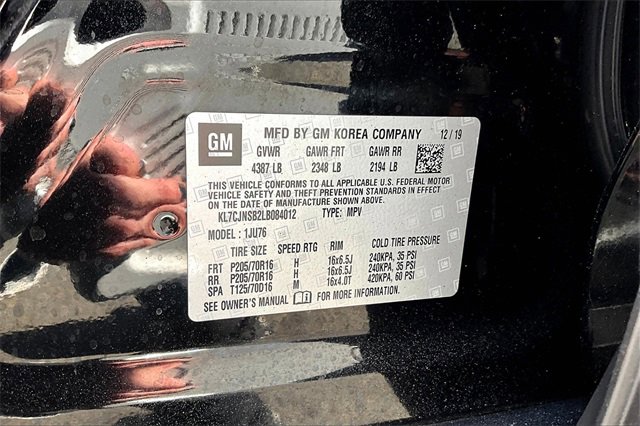 GM
MFD BY GM KOREA COMPANY 12/19
GVWR GAWR FRT GAWR RR
4387 LB 2348 LB 2194 LB
THIS VEHICLE CONFORMS TO ALL APPLICABLE U.S. FEDERAL MOTOR
VEHICLE SAFETY AND THEFT PREVENTION STANDARDS IN EFFECT ON
THE DATE OF MANUFACTURE SHOWN ABOVE.
KL7CJNSB2LB084012 TYPE: MPV
MODEL : 1JU76
TIRE SIZE SPEED RTG RIM COLD TIRE PRESSURE
FRT P205/70R16 H 16x6.5J 240KPA, 35 PSI
RR P205/70R16 H 16x6.5J 240KPA, 35 PSI
SPA T125/70D16 M 16x4.0T 420KPA, 60 PSI
SEE OWNER'S MANUAL FOR MORE INFORMATION.